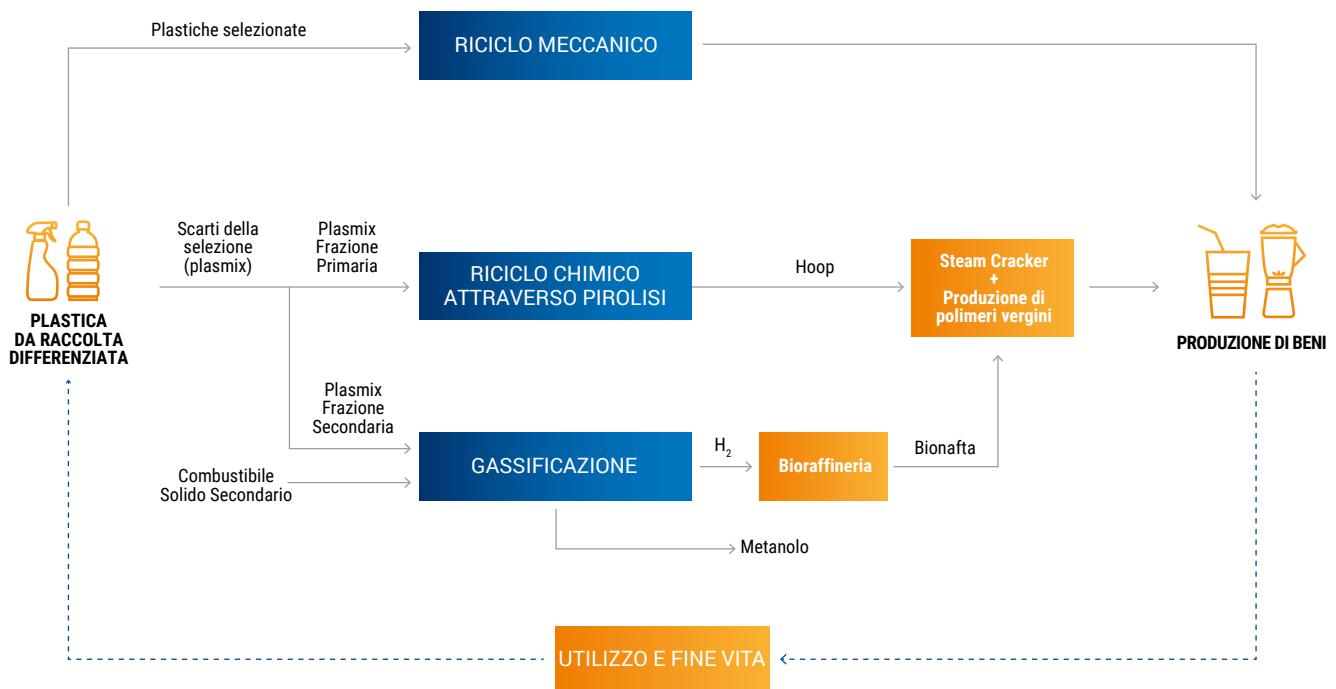 Plastiche selezionate
RICICLO MECCANICO
Scarti della
selezione
(plasmix)
Plasmix
Frazione
Primaria
RICICLO CHIMICO
ATTRAVERSO PIROLISI
Hoop
Steam Cracker
+
Produzione di
polimeri vergini
PLASTICA
DA RACCOLTA
DIFFERENZIATA
PRODUZIONE DI BENI
Plasmix
Frazione
Secondaria
Combustibile
Solido Secondario
GASSIFICAZIONE
H₂
Bioraffineria
Bionafta
Metanolo
UTILIZZO E FINE VITA